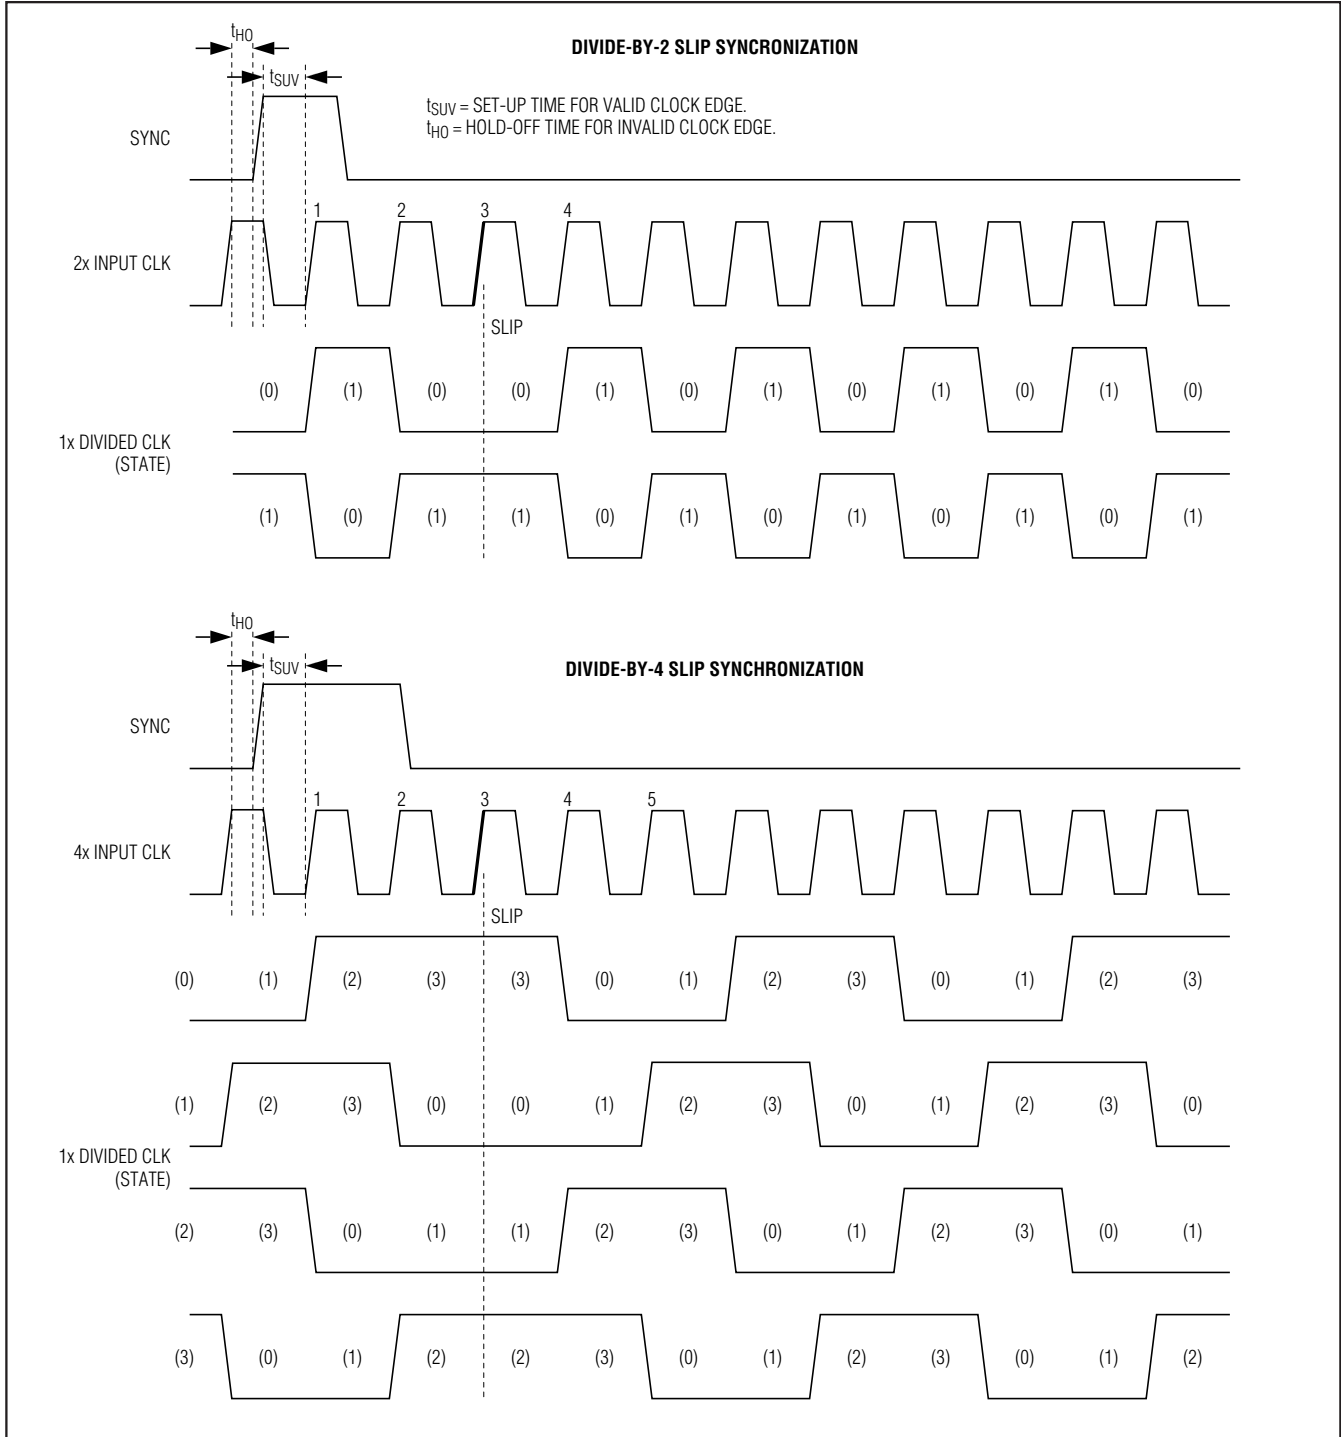 tHO
DIVIDE-BY-2 SLIP SYNCRONIZATION
tSUV
tSUV = SET-UP TIME FOR VALID CLOCK EDGE.
tHO = HOLD-OFF TIME FOR INVALID CLOCK EDGE.
SYNC
1 2 3 4
2x INPUT CLK
SLIP
(0) (1) (0) (0) (1) (0) (1) (0) (1) (0) (1) (0)
1x DIVIDED CLK
(STATE)
(1) (0) (1) (1) (0) (1) (0) (1) (0) (1) (0) (1)
tHO
tSUV
DIVIDE-BY-4 SLIP SYNCHRONIZATION
SYNC
1 2 3 4 5
4x INPUT CLK
SLIP
(0) (1) (2) (3) (3) (0) (1) (2) (3) (0) (1) (2) (3)
(1) (2) (3) (0) (0) (1) (2) (3) (0) (1) (2) (3) (0)
1x DIVIDED CLK
(STATE)
(2) (3) (0) (1) (1) (2) (3) (0) (1) (2) (3) (0) (1)
(3) (0) (1) (2) (2) (3) (0) (1) (2) (3) (0) (1) (2)